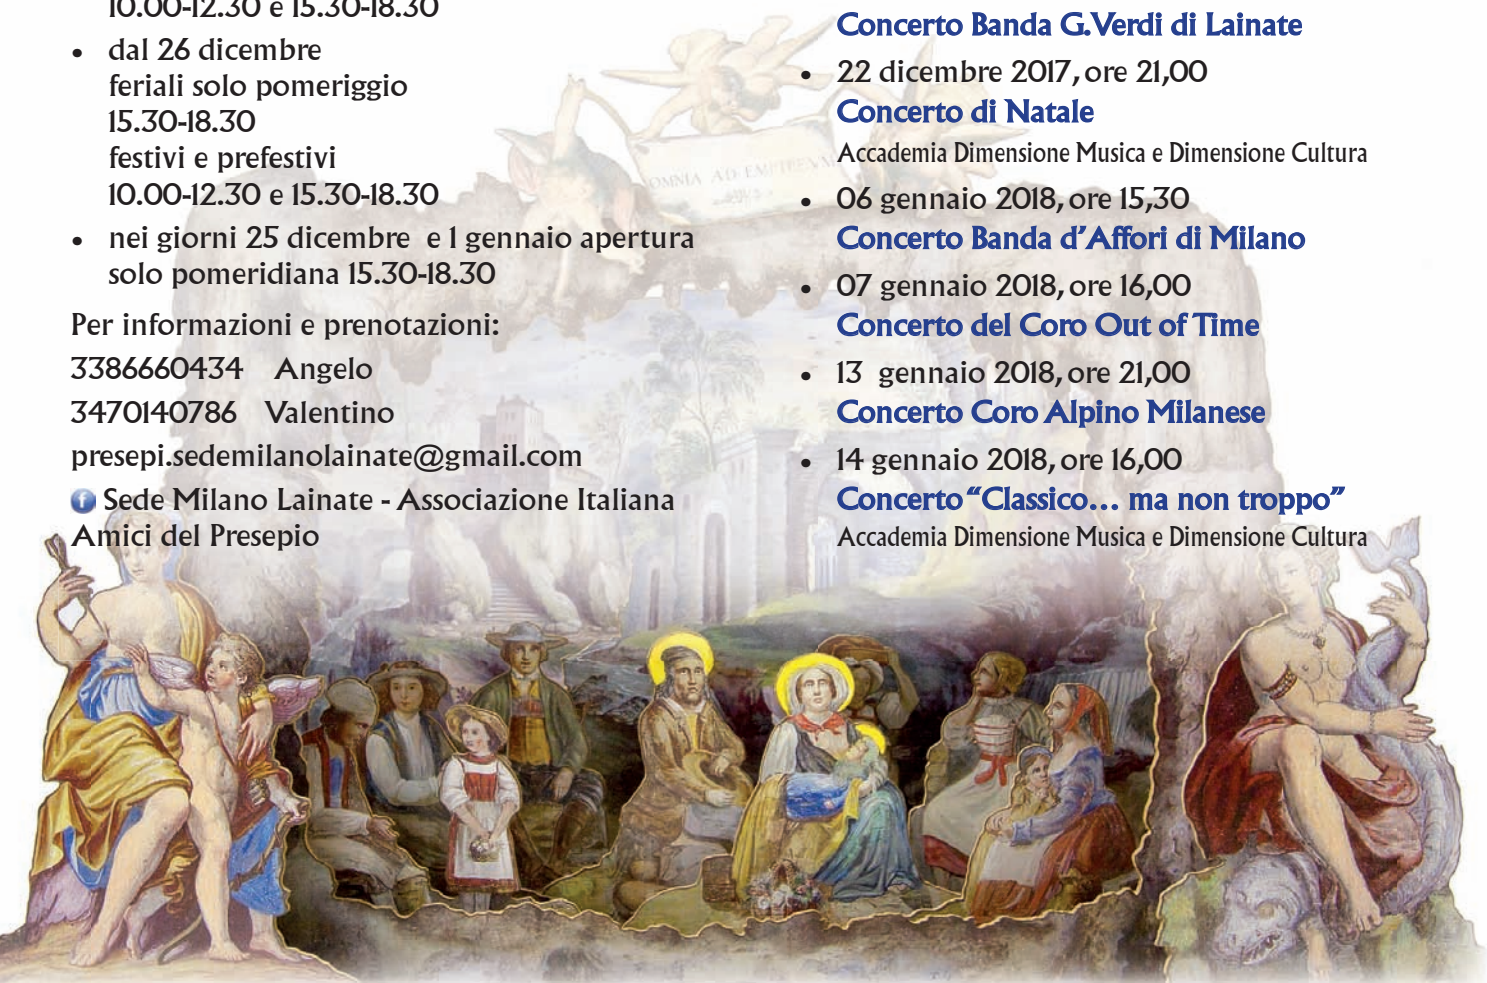 10.00-12.30 e 15.30-18.30
• dal 26 dicembre
feriali solo pomeriggio
15.30-18.30
festivi e prefestivi
10.00-12.30 e 15.30-18.30
• nei giorni 25 dicembre e 1 gennaio apertura
solo pomeridiana 15.30-18.30
Per informazioni e prenotazioni:
3386660434 Angelo
3470140786 Valentino
presepi.sedemilanolainate@gmail.com
f Sede Milano Lainate - Associazione Italiana
Amici del Presepio
Concerto Banda G.Verdi di Lainate
• 22 dicembre 2017, ore 21,00
Concerto di Natale
Accademia Dimensione Musica e Dimensione Cultura
• 06 gennaio 2018, ore 15,30
Concerto Banda d’Affori di Milano
• 07 gennaio 2018, ore 16,00
Concerto del Coro Out of Time
• 13 gennaio 2018, ore 21,00
Concerto Coro Alpino Milanese
• 14 gennaio 2018, ore 16,00
Concerto “Classico... ma non troppo”
Accademia Dimensione Musica e Dimensione Cultura
OMNIA AD